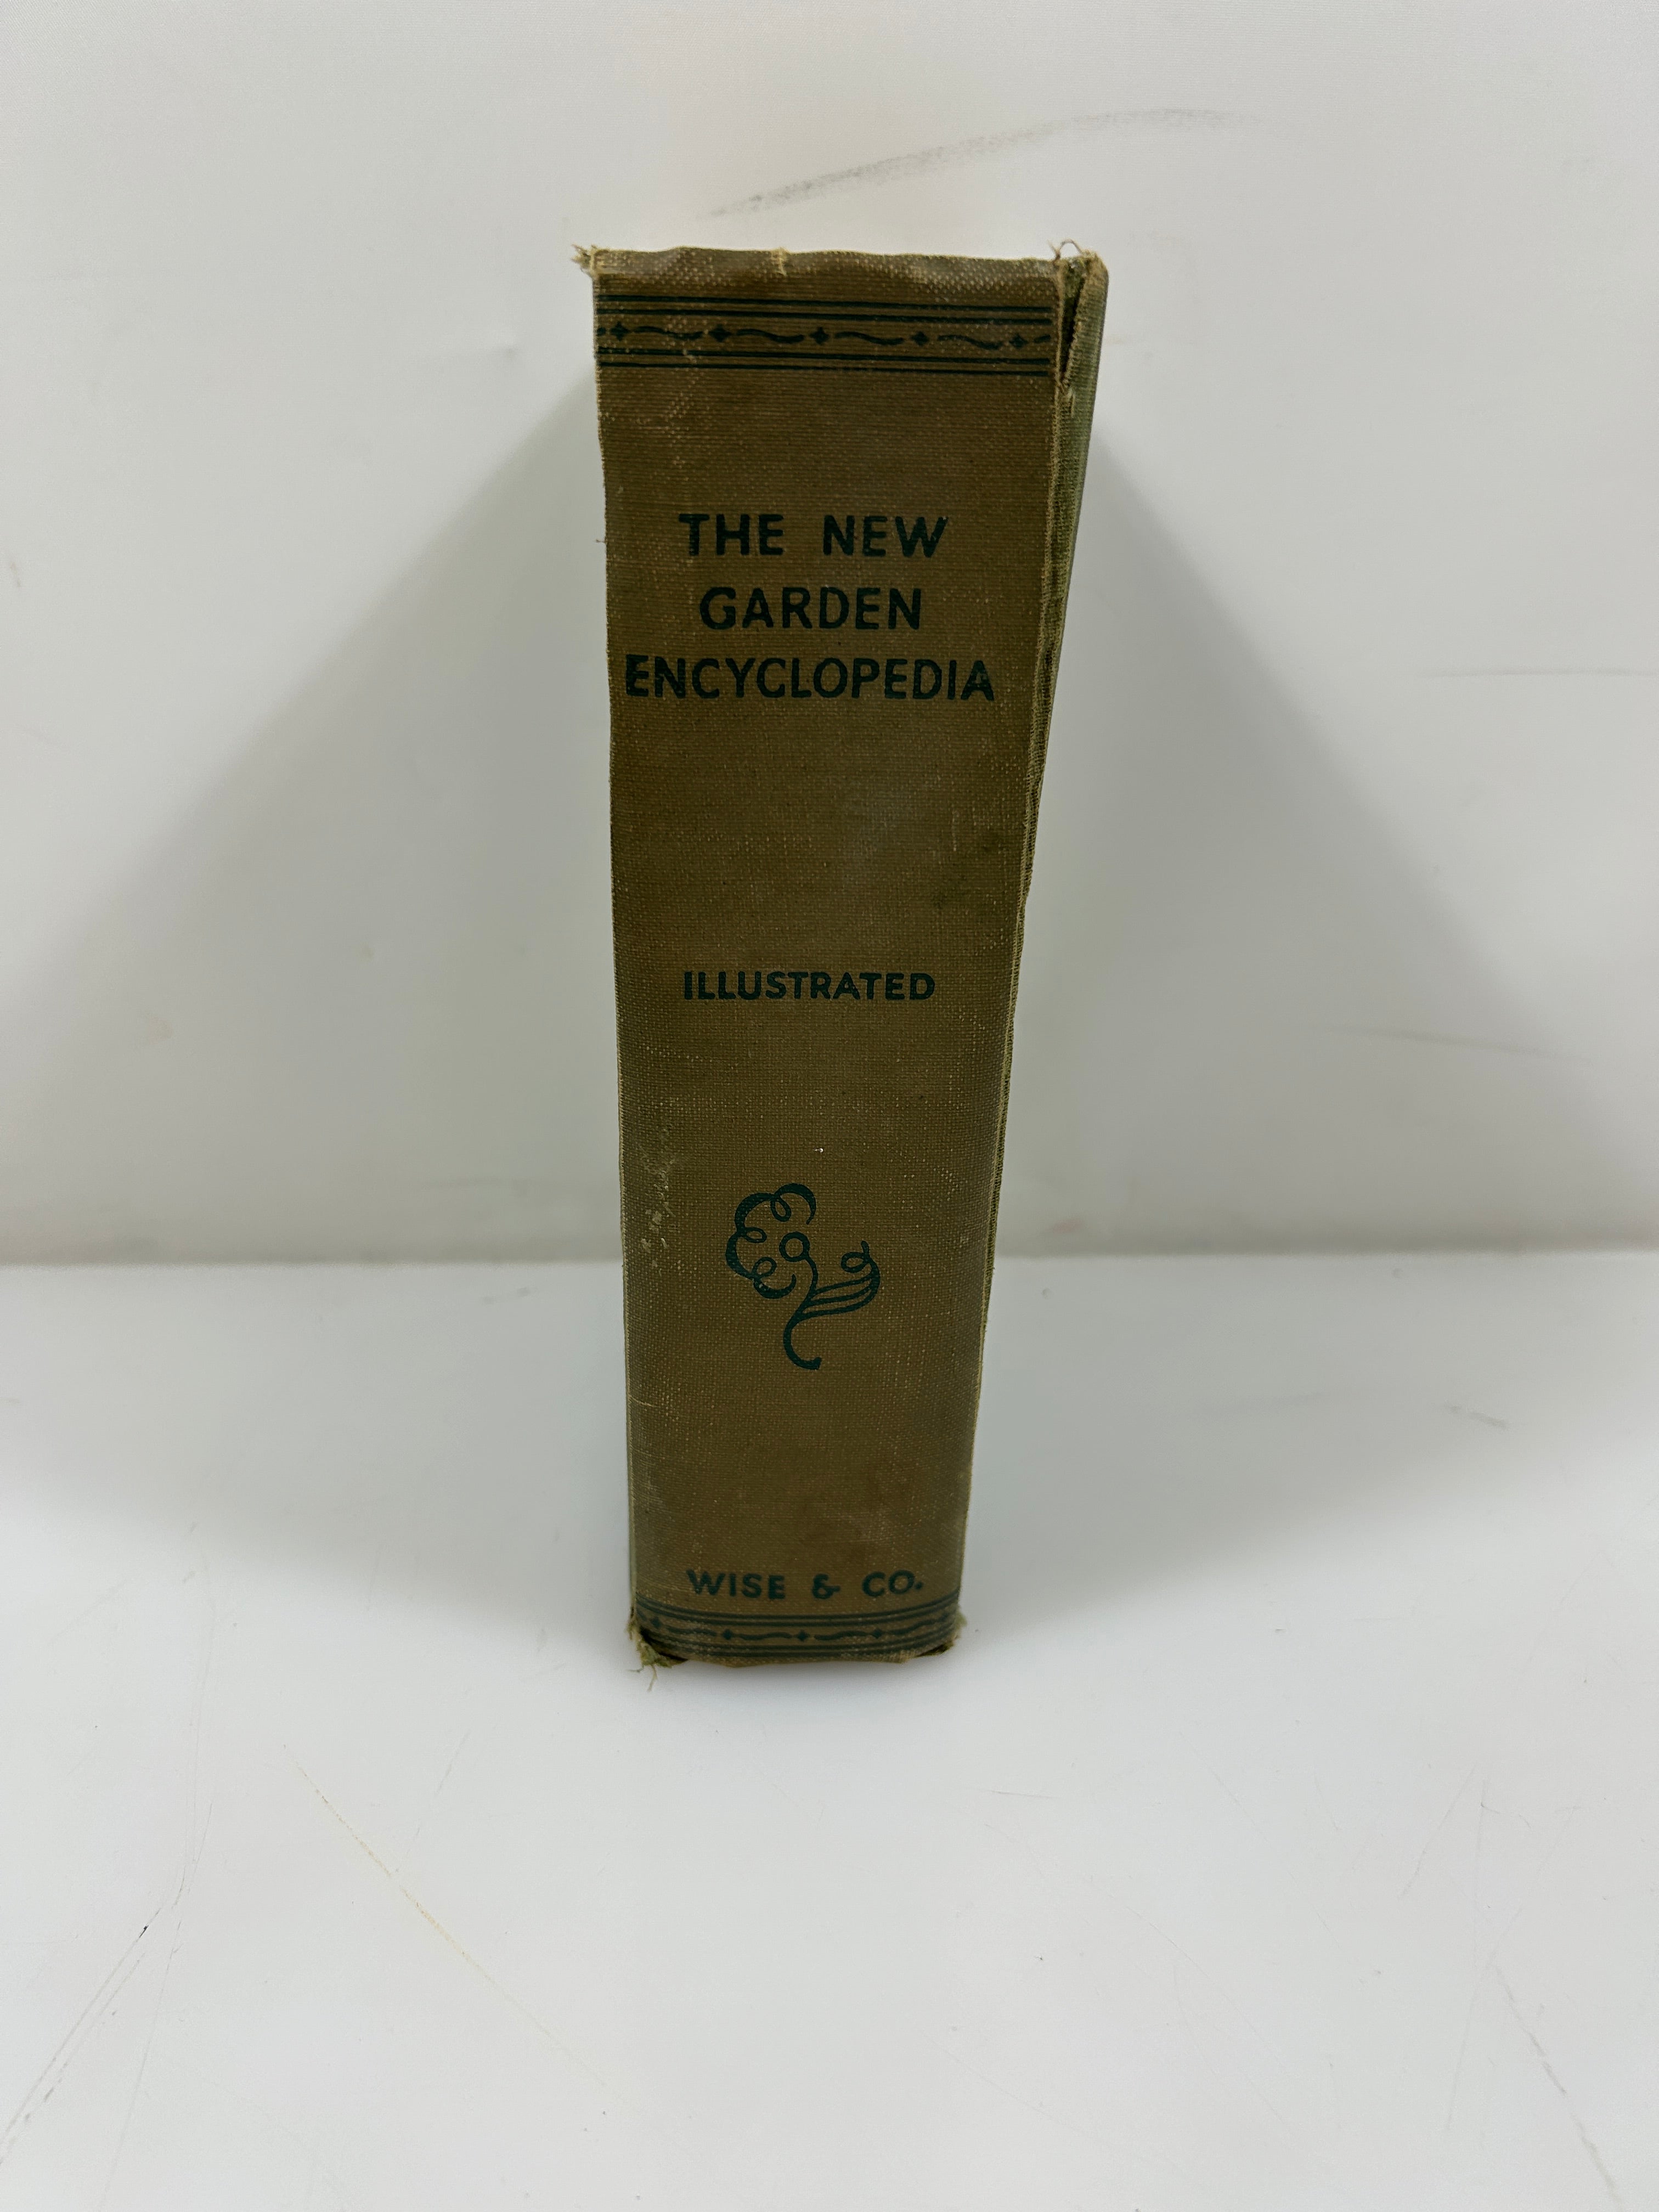 THE NEW
GARDEN
ENCYCLOPEDIA
ILLUSTRATED
WISE & CO.